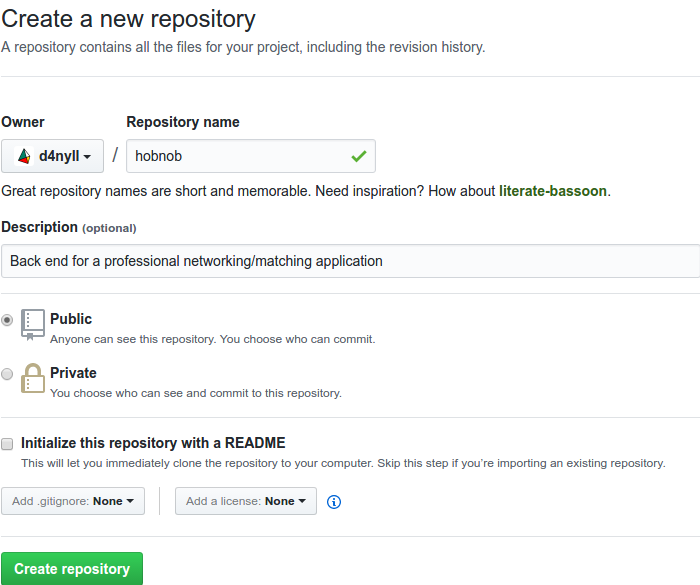 Create a new repository
A repository contains all the files for your project, including the revision history.
Owner
Repository name
d4nyll / hobnob
Great repository names are short and memorable. Need inspiration? How about literate-bassoon.
Description (optional)
Back end for a professional networking/matching application
Public
Anyone can see this repository. You choose who can commit.
Private
You choose who can see and commit to this repository.
Initialize this repository with a README
This will let you immediately clone the repository to your computer. Skip this step if you’re importing an existing repository.
Add .gitignore: None
Add a license: None
Create repository